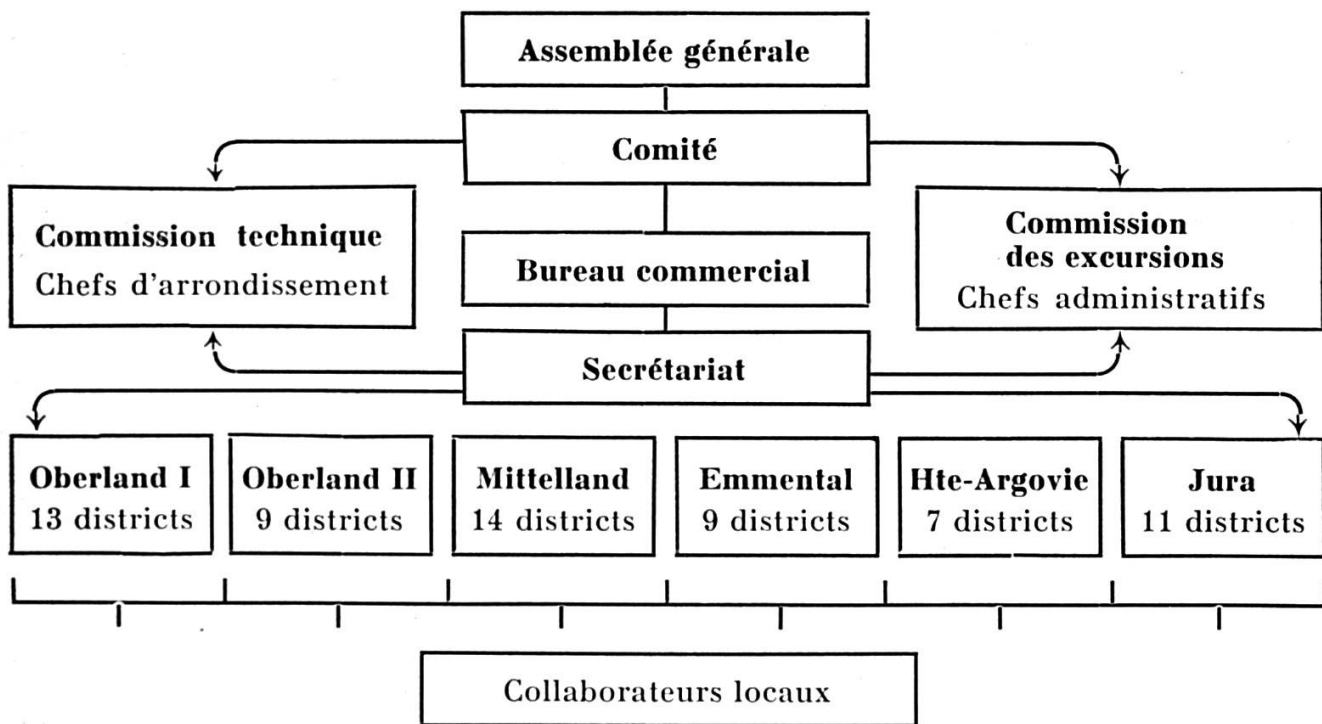 Assemblée générale
Comité
Commission technique
Chefs d'arrondissement
Bureau commercial
Commission
des excursions
Chefs administratifs
Secrétariat
Oberland I
13 districts
Oberland II
9 districts
Mittelland
14 districts
Emmental
9 districts
Hte-Argovie
7 districts
Jura
11 districts
Collaborateurs locaux